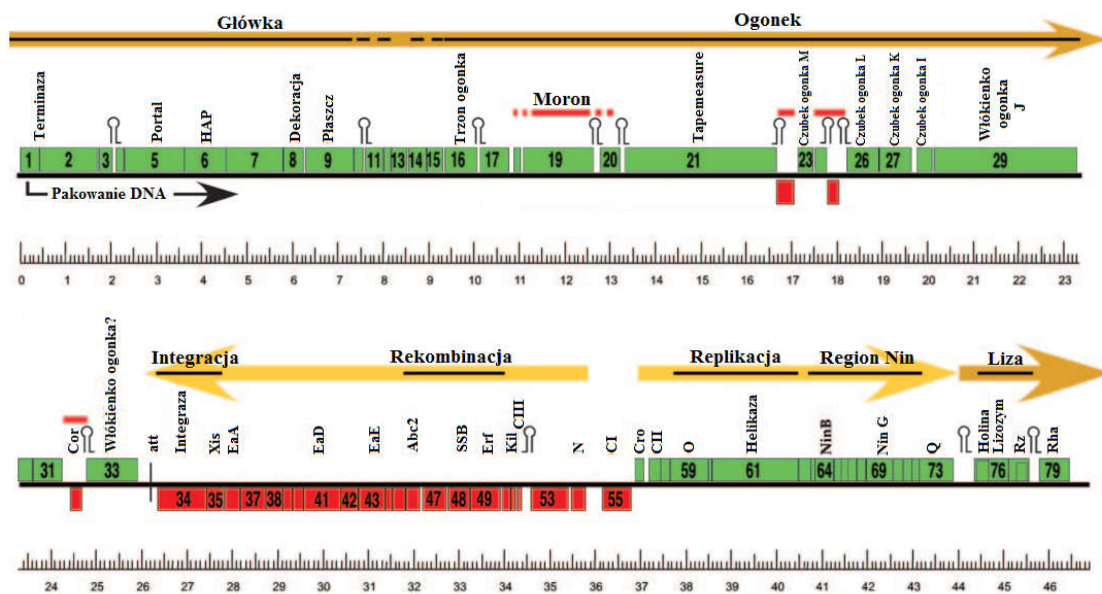 Główka Ogonek
Terminaza Portal HAP Dekoracja Płaszcz Trzon ogonka Moron Tapemeasure Czubek ogonka M Czubek ogonka L Czubek ogonka K Czubek ogonka I Włókienko ogonka J
1 2 3 5 6 7 8 9 11 13 14 15 16 17 19 20 21 23 26 27 29
Pakowanie DNA
0 1 2 3 4 5 6 7 8 9 10 11 12 13 14 15 16 17 18 19 20 21 22 23
Integracja Rekombinacja Replikacja Region Nin Liza
Cor Włókienko ogonka? att Integraza Xis EaA EaD EaE Abc2 SSB Erf Kil CIII N CI Cro CII O Helikaza NinB Nin G Q Holina Lizozym Rz Rha
31 33 59 61 64 69 73 76 79
34 35 37 38 41 42 43 47 48 49 53 55
24 25 26 27 28 29 30 31 32 33 34 35 36 37 38 39 40 41 42 43 44 45 46